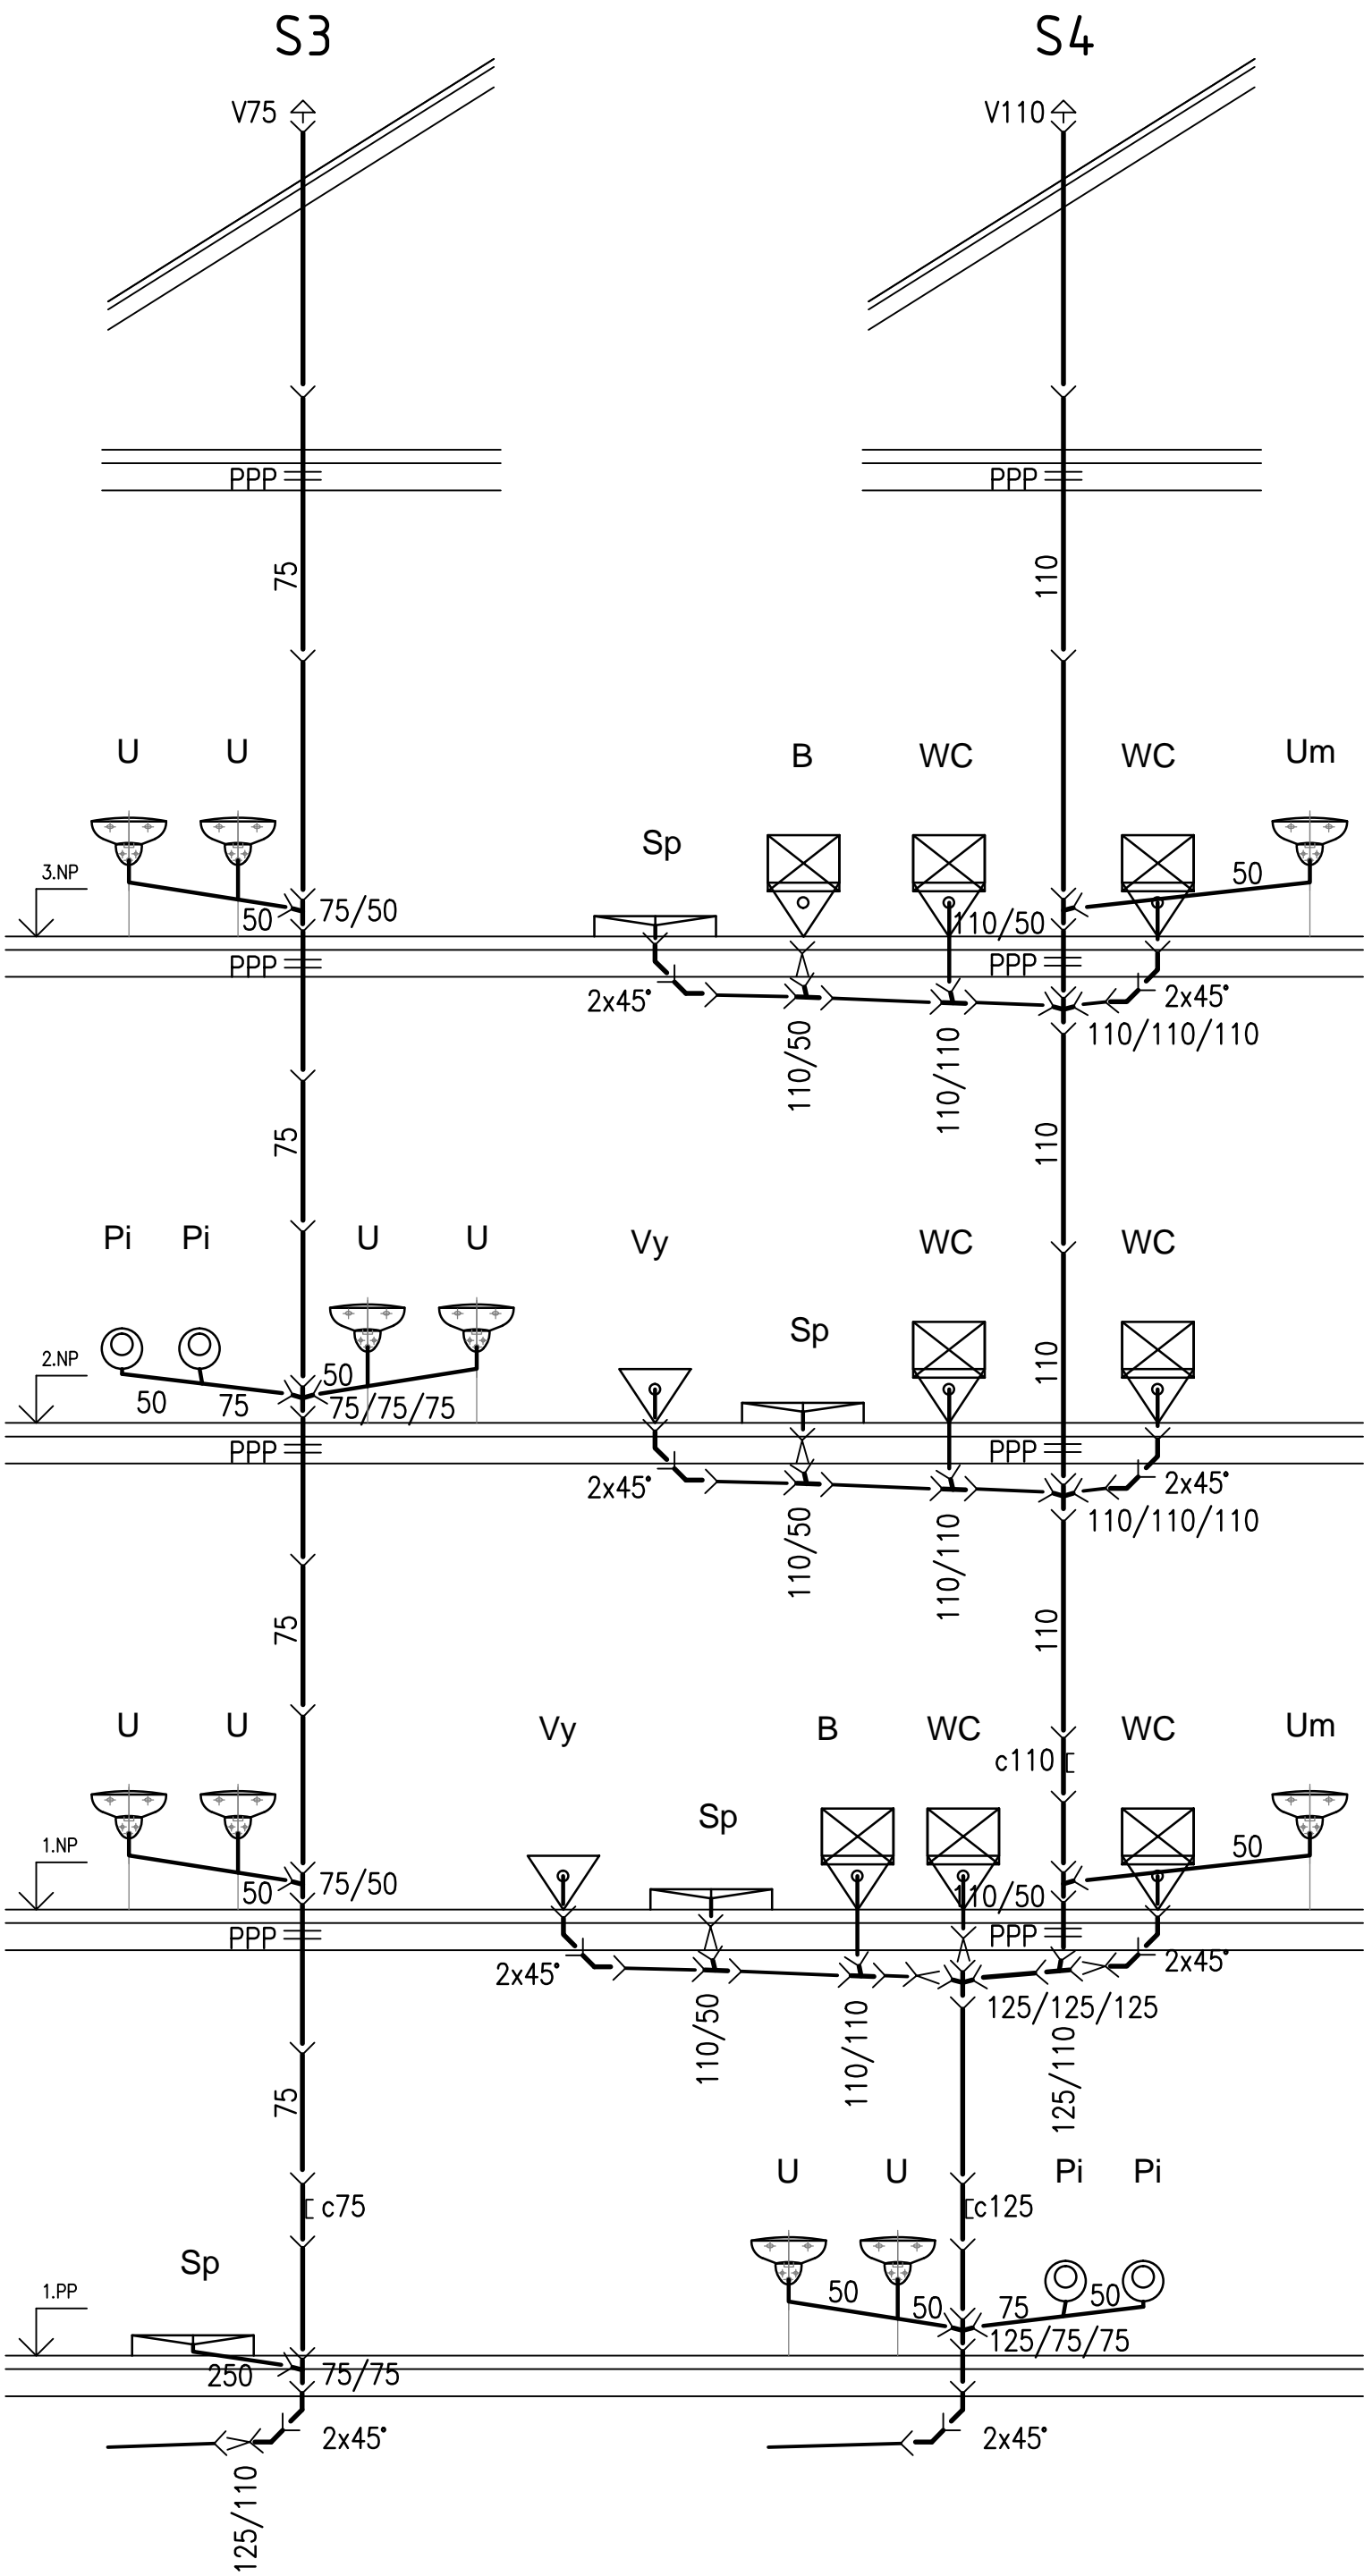 S3 S4
V75 V110
PPP PPP
75 110
U U B WC WC Um
Sp
3.NP 50
50 75/50 110/50
PPP PPP
2x45° 2x45°
110/50 110/110 110/110/110
75 110
Pi Pi U U Vy WC WC
Sp
2.NP 110
50 75 50 75/75/75
PPP PPP
2x45° 2x45°
110/50 110/110 110/110/110
75 110
U U Vy B WC WC Um
c110
Sp
1.NP 50
50 75/50 110/50
PPP PPP
2x45° 2x45°
110/50 110/110 125/125/125
125/110
75
U U Pi Pi
c75 c125
Sp
1.PP 50 50 75 50
125/75/75
250 75/75
2x45° 2x45°
125/110